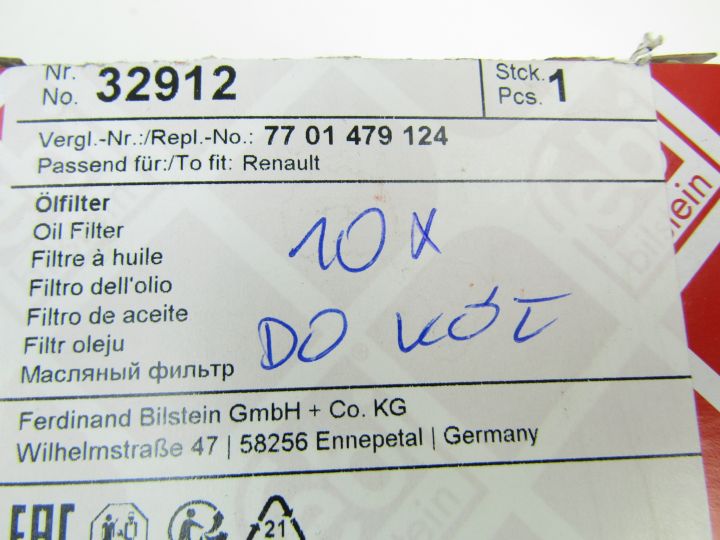 Nr. No. 32912
Stck. Pcs. 1
Vergl.-Nr.:/Repl.-No.: 77 01 479 124
Passend für:/To fit: Renault
Ölfilter
Oil Filter
Filtre à huile
Filtro dell'olio
Filtro de aceite
Filtr oleju
Масляный фильтр
10 X
DO KÓŁ
Ferdinand Bilstein GmbH + Co. KG
Wilhelmstraße 47 | 58256 Ennepetal | Germany
EAC
21
bilstein